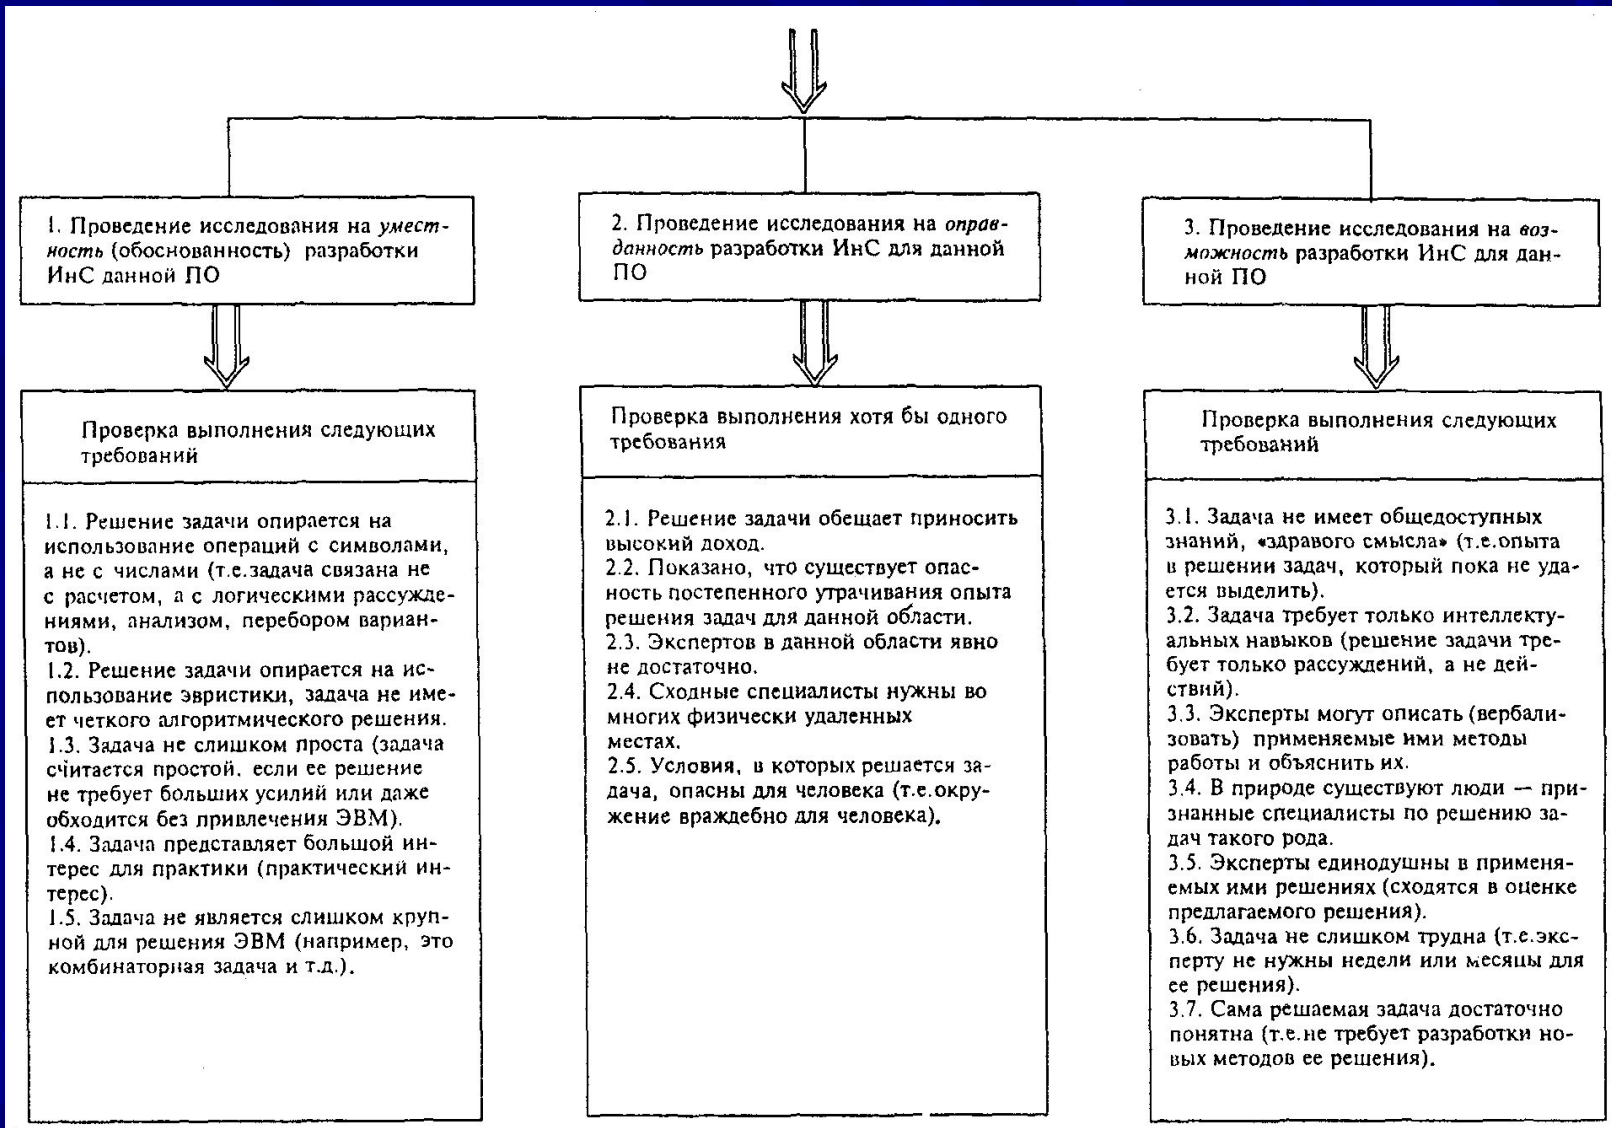 1. Проведение исследования на умест-
ность (обоснованность) разработки
ИнС данной ПО
2. Проведение исследования на оправ-
данность разработки ИнС для данной
ПО
3. Проведение исследования на воз-
можность разработки ИнС для дан-
ной ПО
Проверка выполнения следующих
требований
1.1. Решение задачи опирается на
использование операций с символами,
а не с числами (т.е.задача связана не
с расчетом, а с логическими рассужде-
ниями, анализом, перебором вариан-
тов).
1.2. Решение задачи опирается на ис-
пользование эвристики, задача не име-
ет четкого алгоритмического решения.
1.3. Задача не слишком проста (задача
считается простой. если ее решение
не требует больших усилий или даже
обходится без привлечения ЭВМ).
1.4. Задача представляет большой ин-
терес для практики (практический ин-
терес).
1.5. Задача не является слишком круп-
ной для решения ЭВМ (например, это
комбинаторная задача и т.д.).
Проверка выполнения хотя бы одного
требования
2.1. Решение задачи обещает приносить
высокий доход.
2.2. Показано, что существует опас-
ность постепенного утрачивания опыта
решения задач для данной области.
2.3. Экспертов в данной области явно
не достаточно.
2.4. Сходные специалисты нужны во
многих физически удаленных
местах.
2.5. Условия, в которых решается за-
дача, опасны для человека (т.е.окру-
жение враждебно для человека).
Проверка выполнения следующих
требований
3.1. Задача не имеет общедоступных
знаний, «здравого смысла» (т.е.опыта
в решении задач, который пока не уда-
ется выделить).
3.2. Задача требует только интеллекту-
альных навыков (решение задачи тре-
бует только рассуждений, а не дей-
ствий).
3.3. Эксперты могут описать (вербали-
зовать) применяемые ими методы
работы и объяснить их.
3.4. В природе существуют люди — при-
знанные специалисты по решению за-
дач такого рода.
3.5. Эксперты единодушны в применя-
емых ими решениях (сходятся в оценке
предлагаемого решения).
3.6. Задача не слишком трудна (т.е.экс-
перту не нужны недели или месяцы для
ее решения).
3.7. Сама решаемая задача достаточно
понятна (т.е.не требует разработки но-
вых методов ее решения).